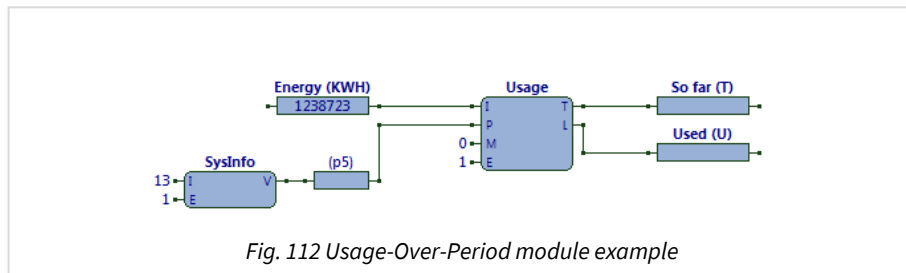 Energy (KWH)
1238723
Usage
I T
P L
0 M
1 E
So far (T)
Used (U)
SysInfo
13 I V
1 E
(p5)
Fig. 112 Usage-Over-Period module example